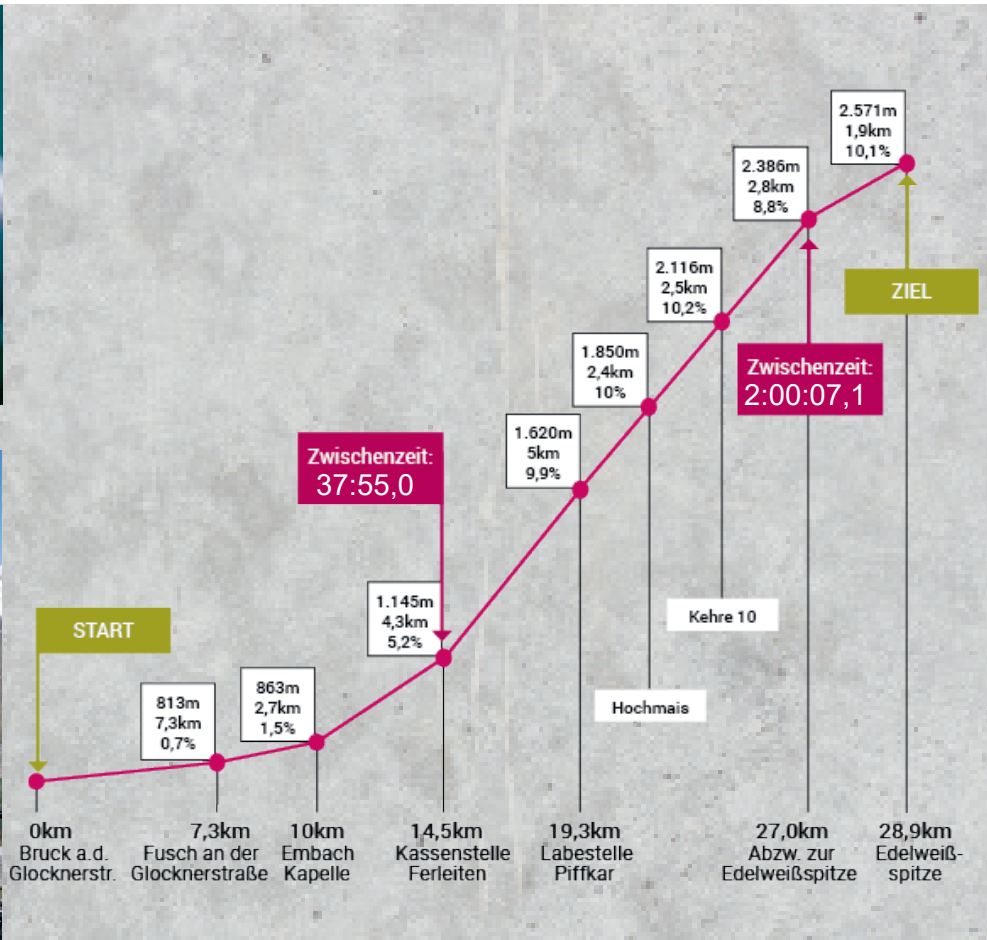 2.571m
1,9km
10,1%
2.386m
2,8km
8,8%
2.116m
2,5km
10,2%
ZIEL
1.850m
2,4km
10%
Zwischenzeit:
2:00:07,1
1.620m
5km
9,9%
Zwischenzeit:
37:55,0
1.145m
4,3km
5,2%
START
Kehre 10
863m
2,7km
1,5%
813m
7,3km
0,7%
Hochmais
0km
Bruck a.d.
Glocknerstr.
7,3km
Fusch an der
Glocknerstraße
10km
Embach
Kapelle
14,5km
Kassenstelle
Ferleiten
19,3km
Labestelle
Piffkar
27,0km
Abzw. zur
Edelweißspitze
28,9km
Edelweiß-
spitze